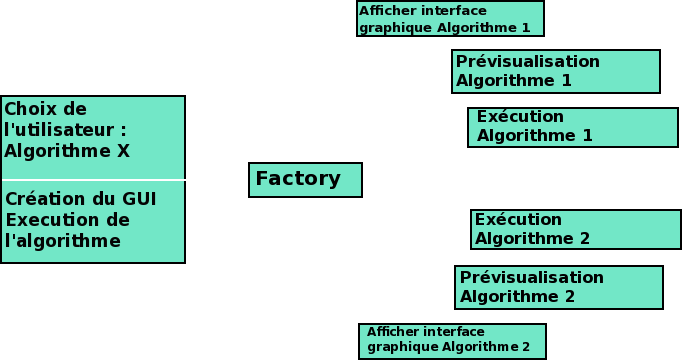 Choix de
l'utilisateur :
Algorithme X
Création du GUI
Execution de
l'algorithme
Factory
Afficher interface
graphique Algorithme 1
Prévisualisation
Algorithme 1
Exécution
Algorithme 1
Exécution
Algorithme 2
Prévisualisation
Algorithme 2
Afficher interface
graphique Algorithme 2